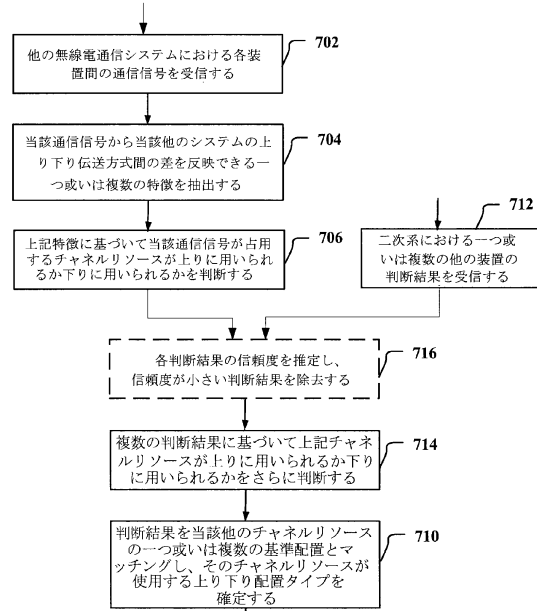 702
他の無線電通信システムにおける各装
置間の通信信号を受信する
704
当該通信信号から当該他のシステムの上
り下り伝送方式間の差を反映できる一
つ或いは複数の特徴を抽出する
706
上記特徴に基づいて当該通信信号が占用
するチャネルリソースが上りに用いられ
るか下りに用いられるかを判断する
712
二次系における一つ或
いは複数の他の装置の
判断結果を受信する
716
各判断結果の信頼度を推定し、
信頼度が小さい判断結果を除去する
714
複数の判断結果に基づいて上記チャネ
ルリソースが上りに用いられるか下り
に用いられるかをさらに判断する
710
判断結果を当該他のチャネルリソース
の一つ或いは複数の基準配置とマ
ッチングし、そのチャネルリソースが
使用する上り下り配置タイプを
確定する